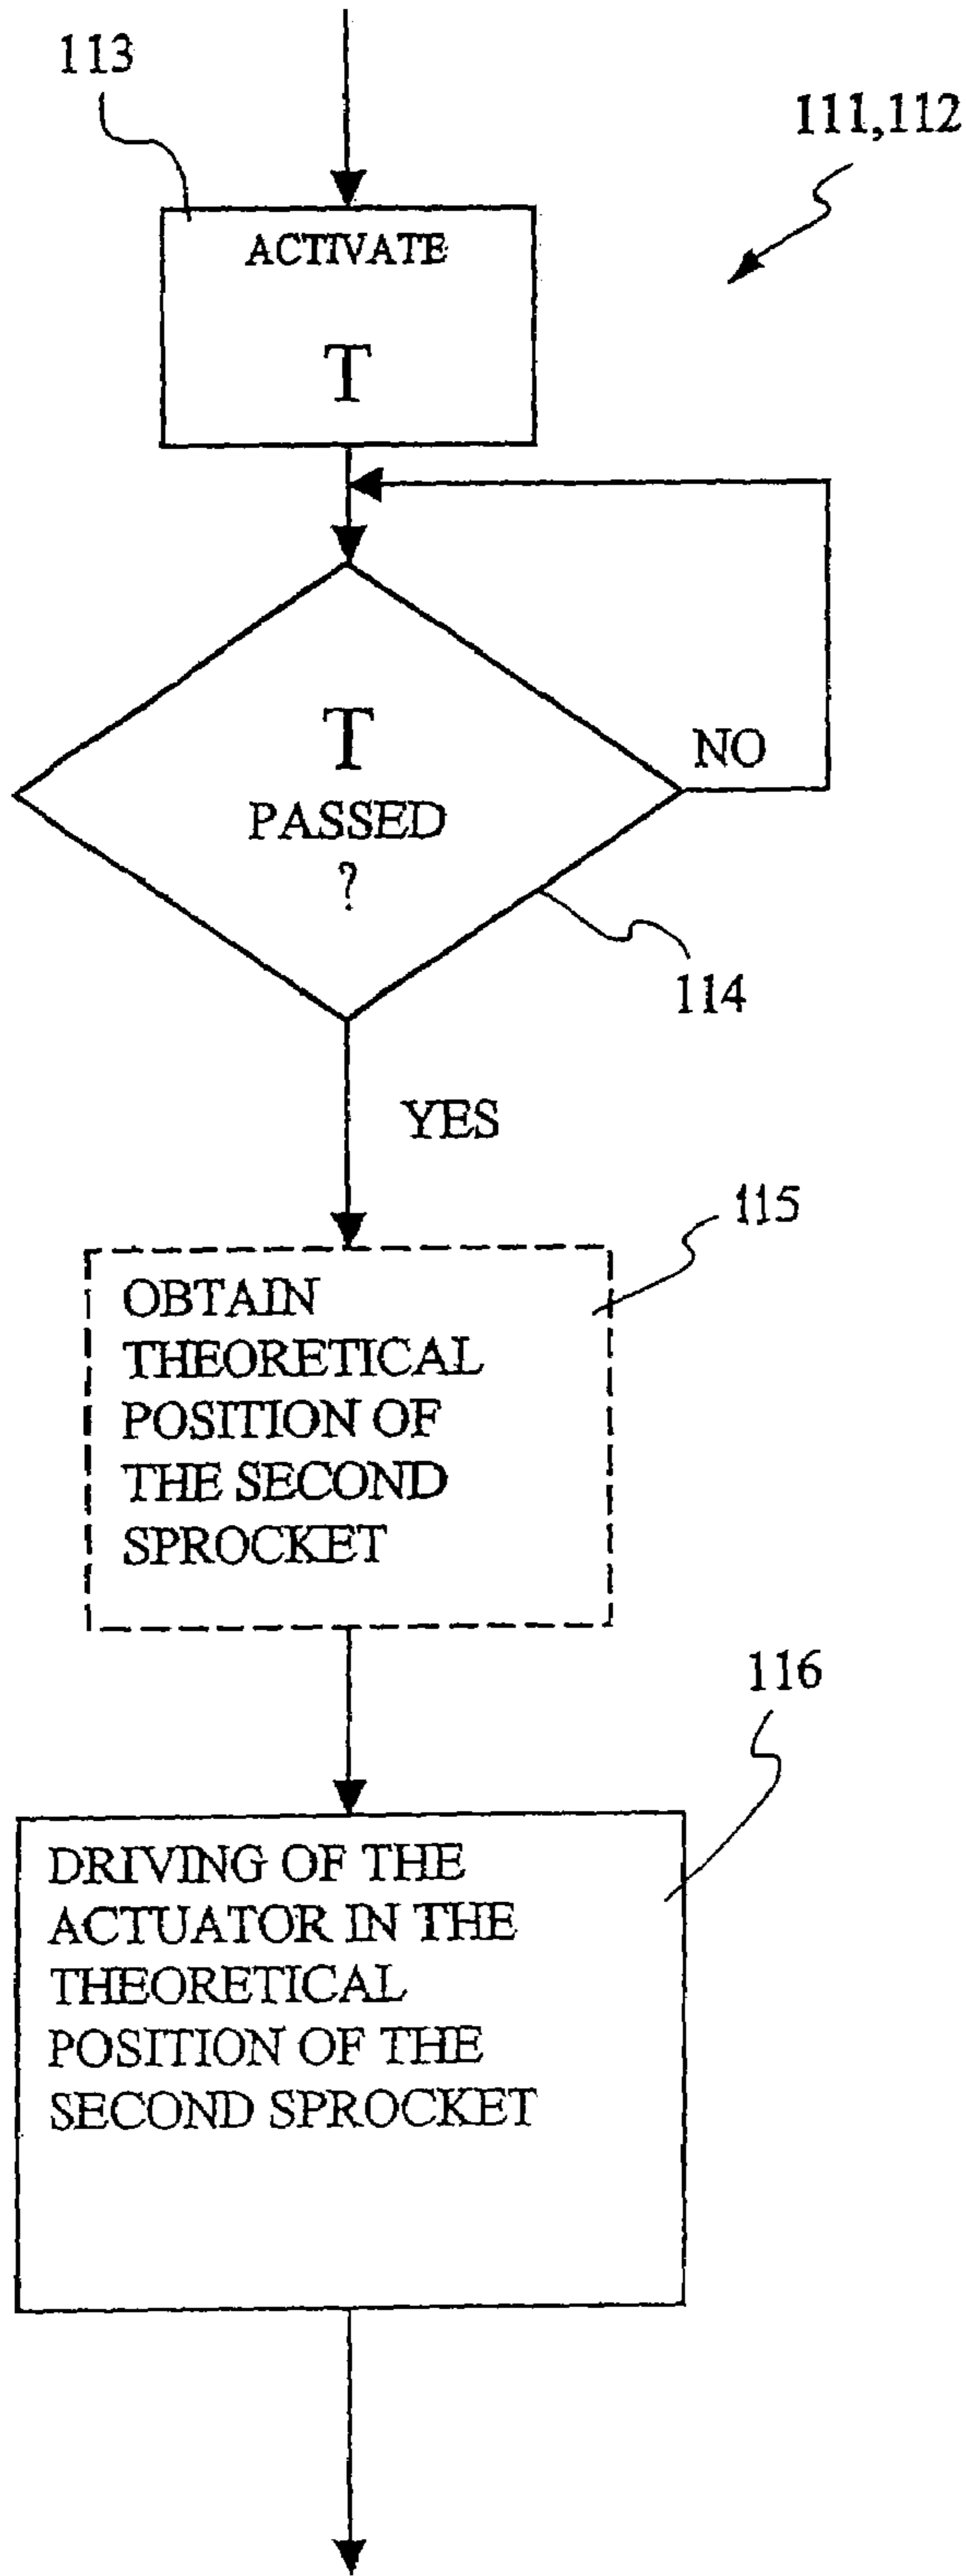 113
111,112
ACTIVATE
T
T
PASSED
?
NO
114
YES
115
OBTAIN
THEORETICAL
POSITION OF
THE SECOND
SPROCKET
116
DRIVING OF THE
ACTUATOR IN THE
THEORETICAL
POSITION OF THE
SECOND SPROCKET